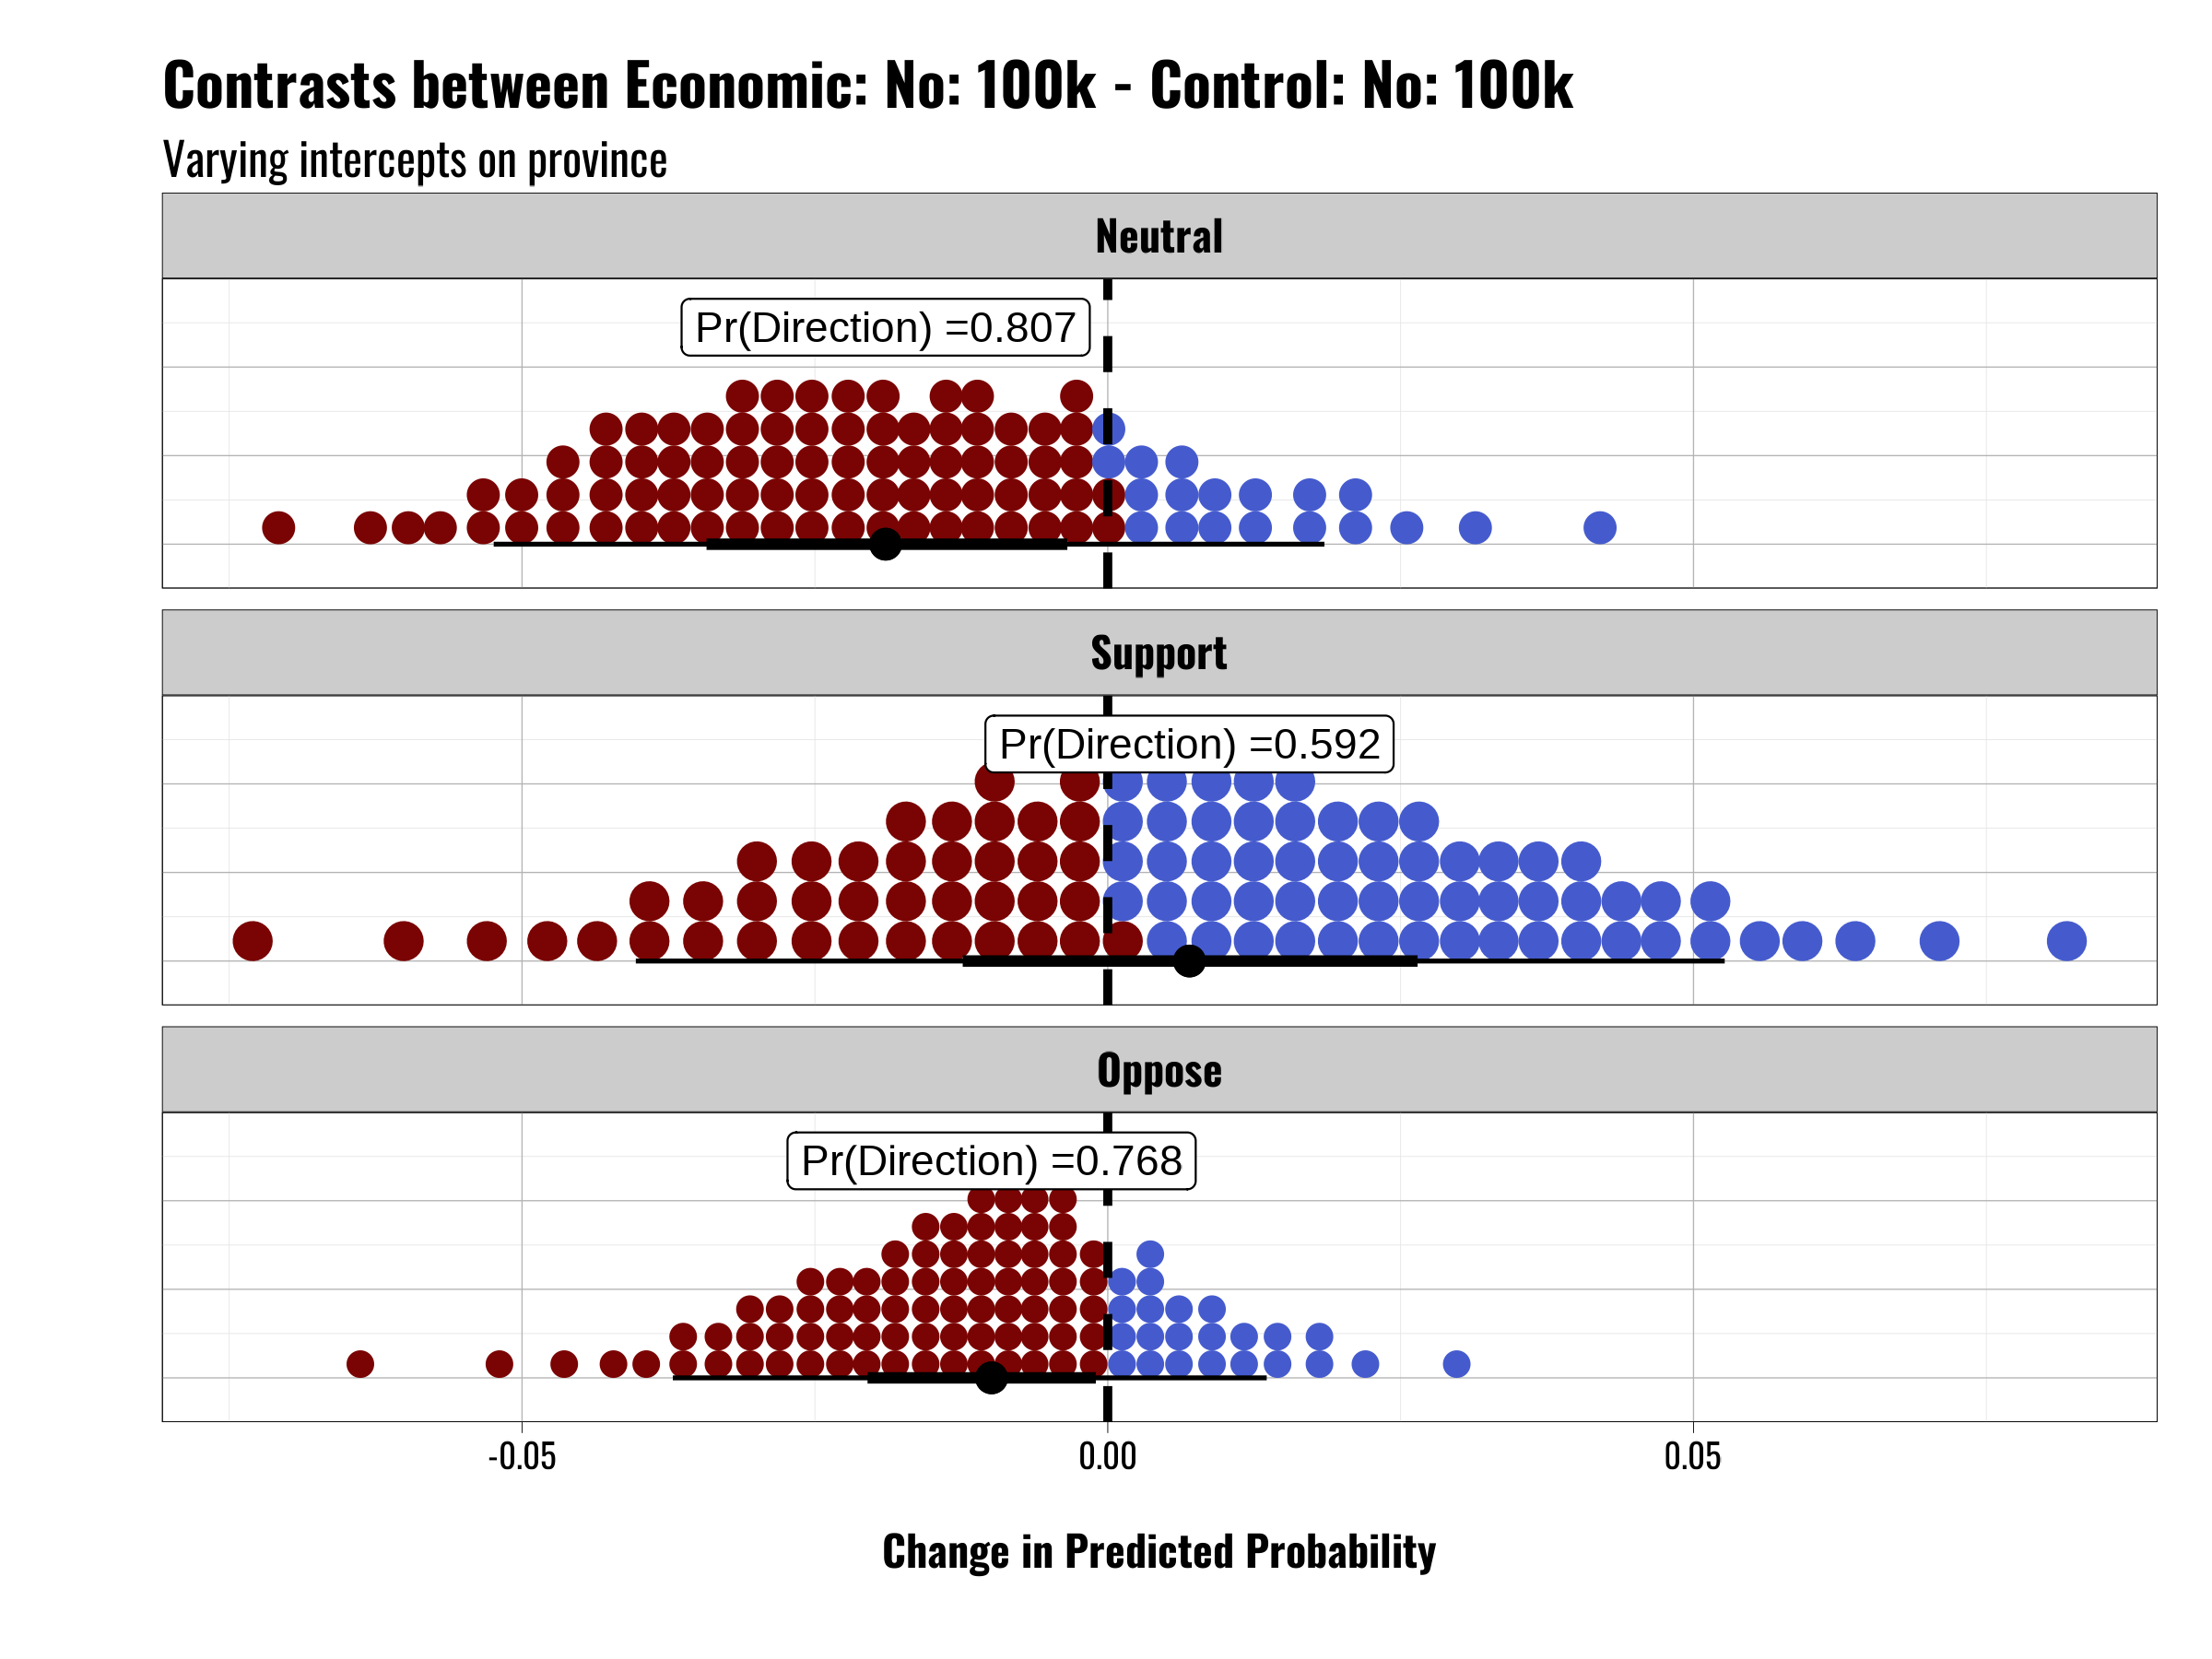 Contrasts between Economic: No: 100k - Control: No: 100k
Varying intercepts on province
Neutral
Pr(Direction) =0.807
Support
Pr(Direction) =0.592
Oppose
Pr(Direction) =0.768
-0.05 0.00 0.05
Change in Predicted Probability